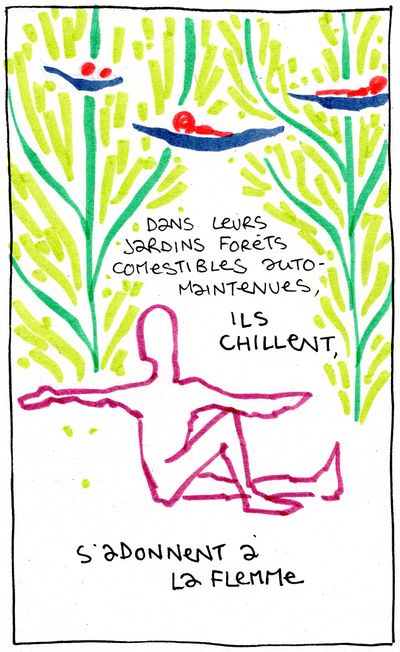 Dans leurs
jardins forêts
comestibles auto-
maintenues,
ils
chillent,
s'adonnent à
la flemme